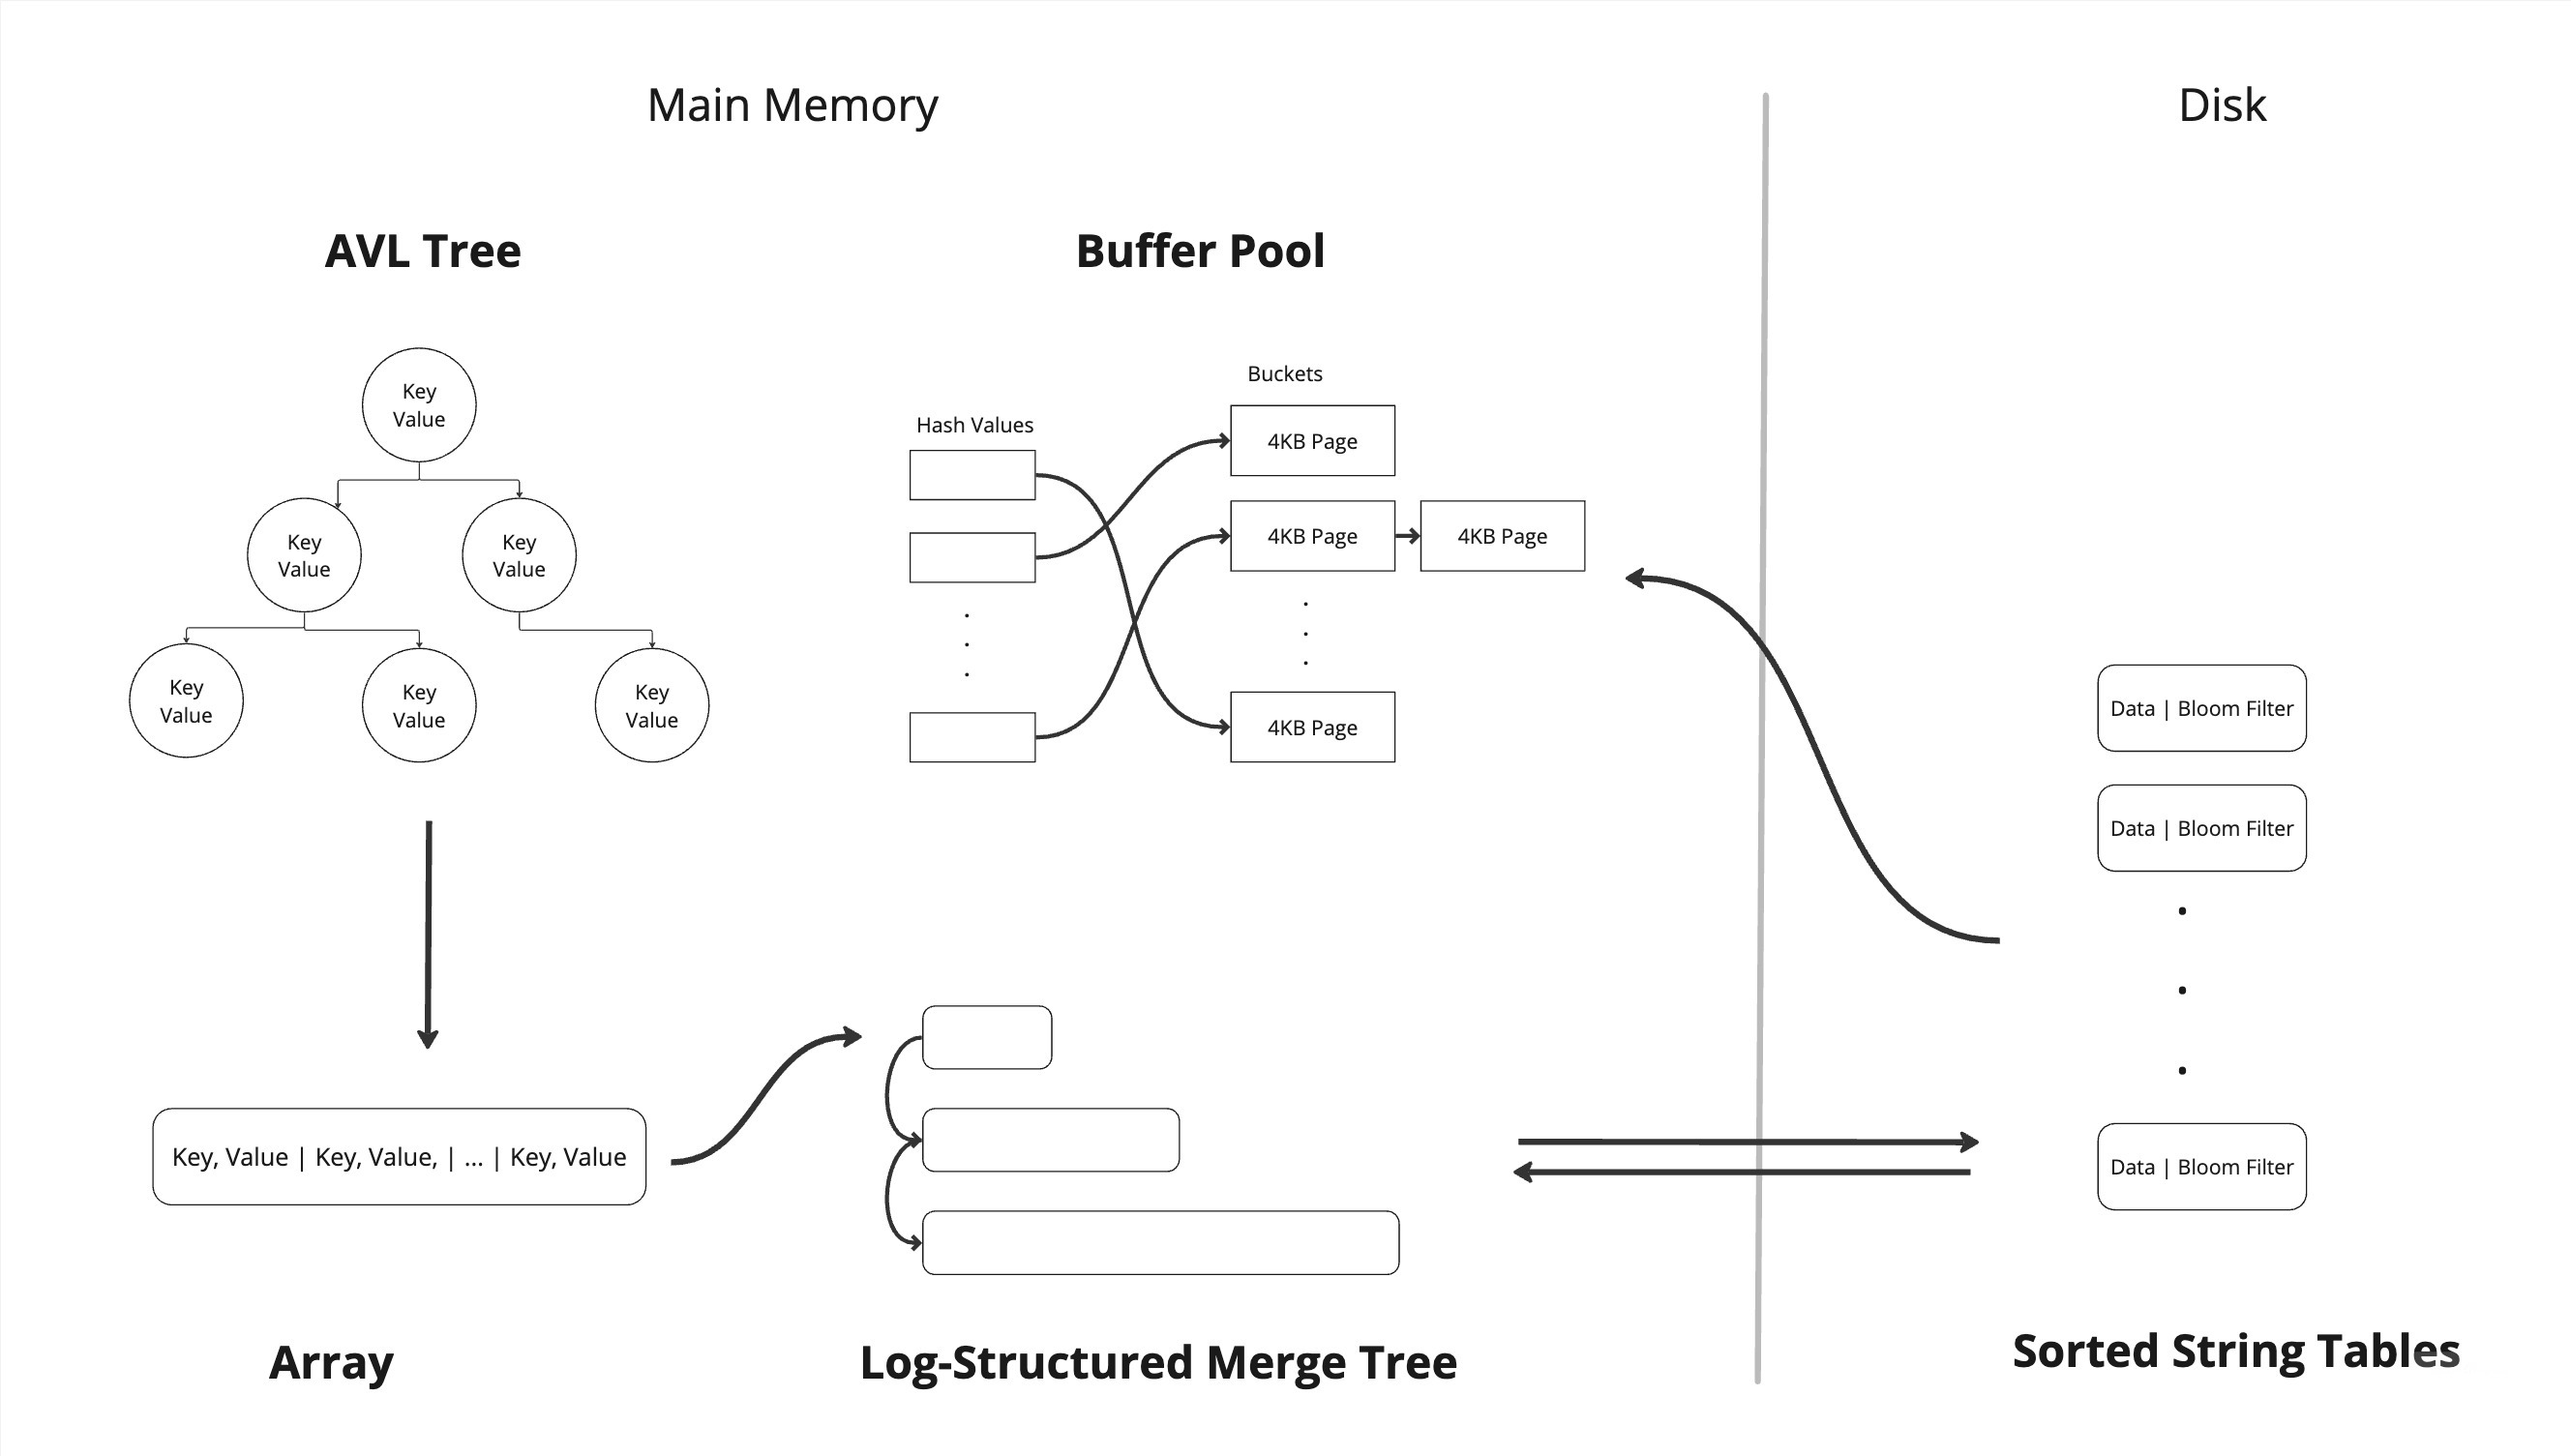 Main Memory
Disk
AVL Tree
Buffer Pool
Key
Value
Key
Value
Key
Value
Key
Value
Key
Value
Key
Value
Hash Values
Buckets
4KB Page
4KB Page
4KB Page
4KB Page
Data | Bloom Filter
Data | Bloom Filter
Data | Bloom Filter
Key, Value | Key, Value, | ... | Key, Value
Array
Log-Structured Merge Tree
Sorted String Tables